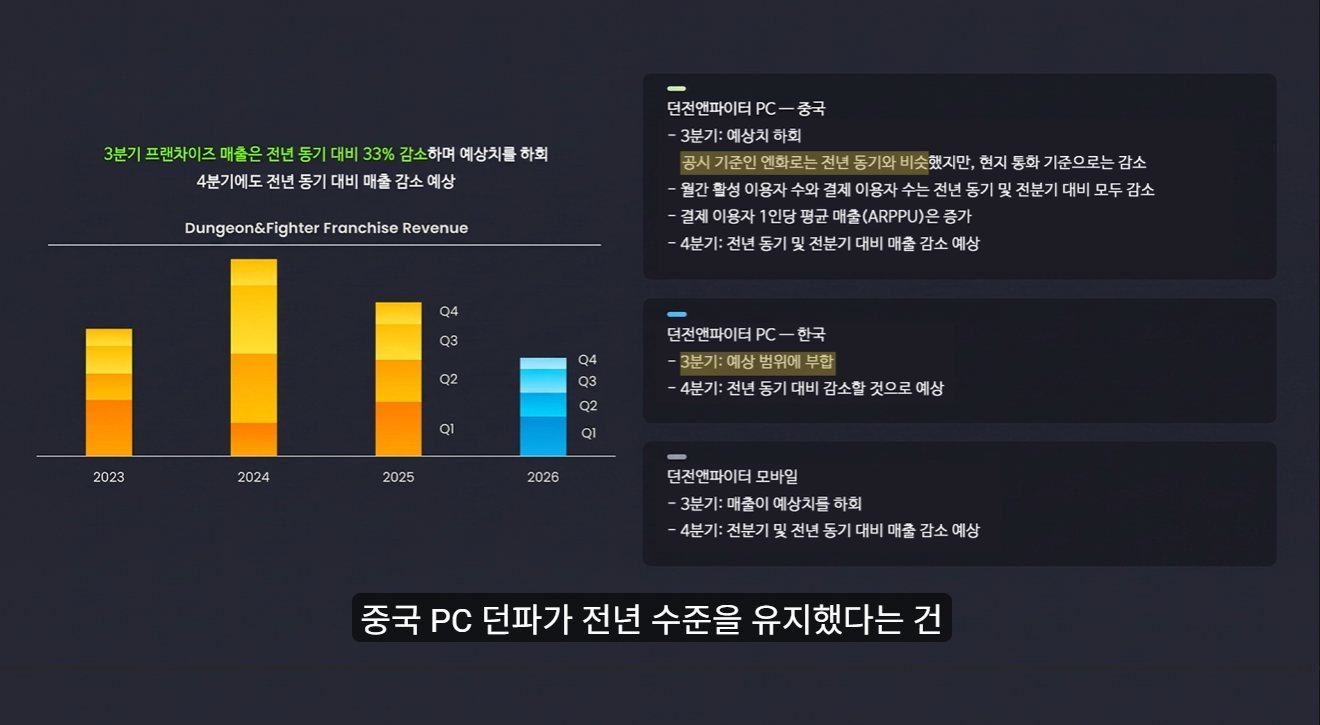 3분기 프랜차이즈 매출은 전년 동기 대비 33% 감소하며 예상치를 하회
4분기에도 전년 동기 대비 매출 감소 예상
Dungeon&Fighter Franchise Revenue
Q4
Q3
Q2
Q1
Q4
Q3
Q2
Q1
2023
2024
2025
2026
던전앤파이터 PC — 중국
- 3분기: 예상치 하회
공시 기준인 엔화로는 전년 동기와 비슷했지만, 현지 통화 기준으로는 감소
- 월간 활성 이용자 수와 결제 이용자 수는 전년 동기 및 전분기 대비 모두 감소
- 결제 이용자 1인당 평균 매출(ARPPU)은 증가
- 4분기: 전년 동기 및 전분기 대비 매출 감소 예상
던전앤파이터 PC — 한국
- 3분기: 예상 범위에 부합
- 4분기: 전년 동기 대비 감소할 것으로 예상
던전앤파이터 모바일
- 3분기: 매출이 예상치를 하회
- 4분기: 전분기 및 전년 동기 대비 매출 감소 예상
중국 PC 던파가 전년 수준을 유지했다는 건